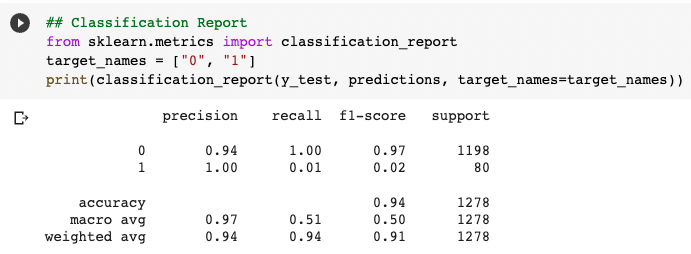 ## Classification Report
from sklearn.metrics import classification_report
target_names = ["0", "1"]
print(classification_report(y_test, predictions, target_names=target_names))
precision recall f1-score support
0 0.94 1.00 0.97 1198
1 1.00 0.01 0.02 80
accuracy 0.94 1278
macro avg 0.97 0.51 0.50 1278
weighted avg 0.94 0.94 0.91 1278